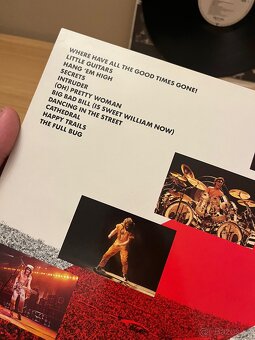 WHERE HAVE ALL THE GOOD TIMES GONE!
LITTLE GUITARS
HANG 'EM HIGH
SECRETS
INTRUDER
(OH) PRETTY WOMAN
BIG BAD BILL (IS SWEET WILLIAM NOW)
DANCING IN THE STREET
CATHEDRAL
HAPPY TRAILS
THE FULL BUG